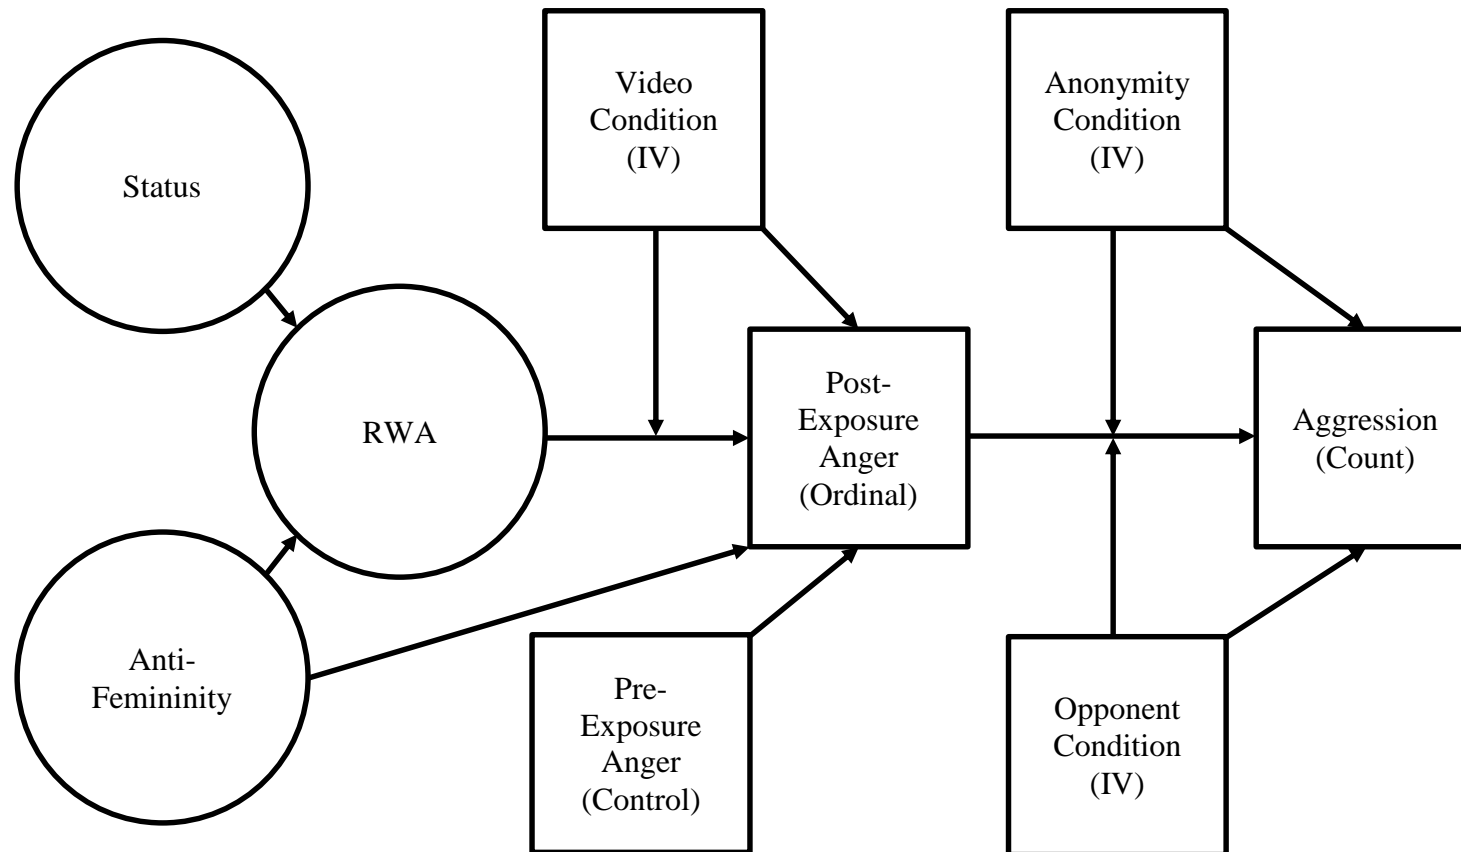 Status
Anti-
Femininity
RWA
Video
Condition
(IV)
Post-
Exposure
Anger
(Ordinal)
Pre-
Exposure
Anger
(Control)
Anonymity
Condition
(IV)
Aggression
(Count)
Opponent
Condition
(IV)